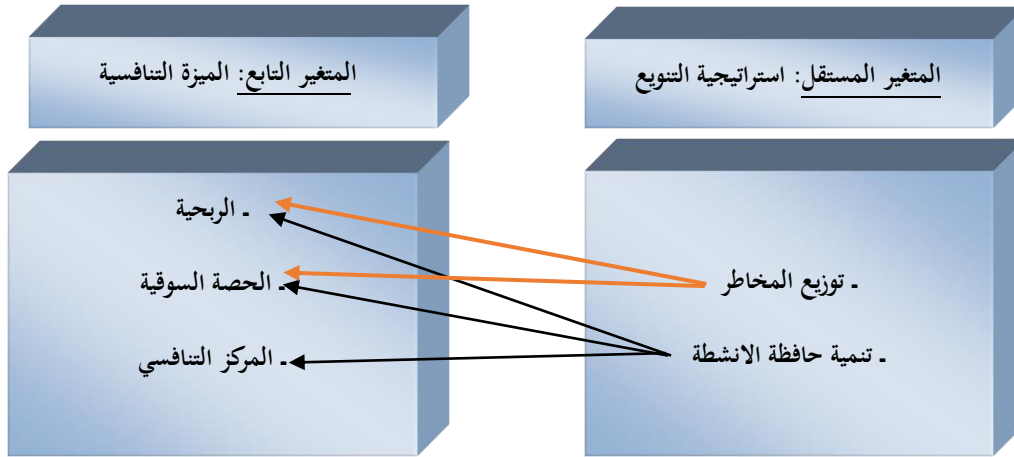 المتغير المستقل: استراتيجية التنويع
المتغير التابع: الميزة التنافسية
ـ توزيع المخاطر
ـ تنمية حافظة الانشطة
ـ الربحية
ـ الحصة السوقية
ـ المركز التنافسي